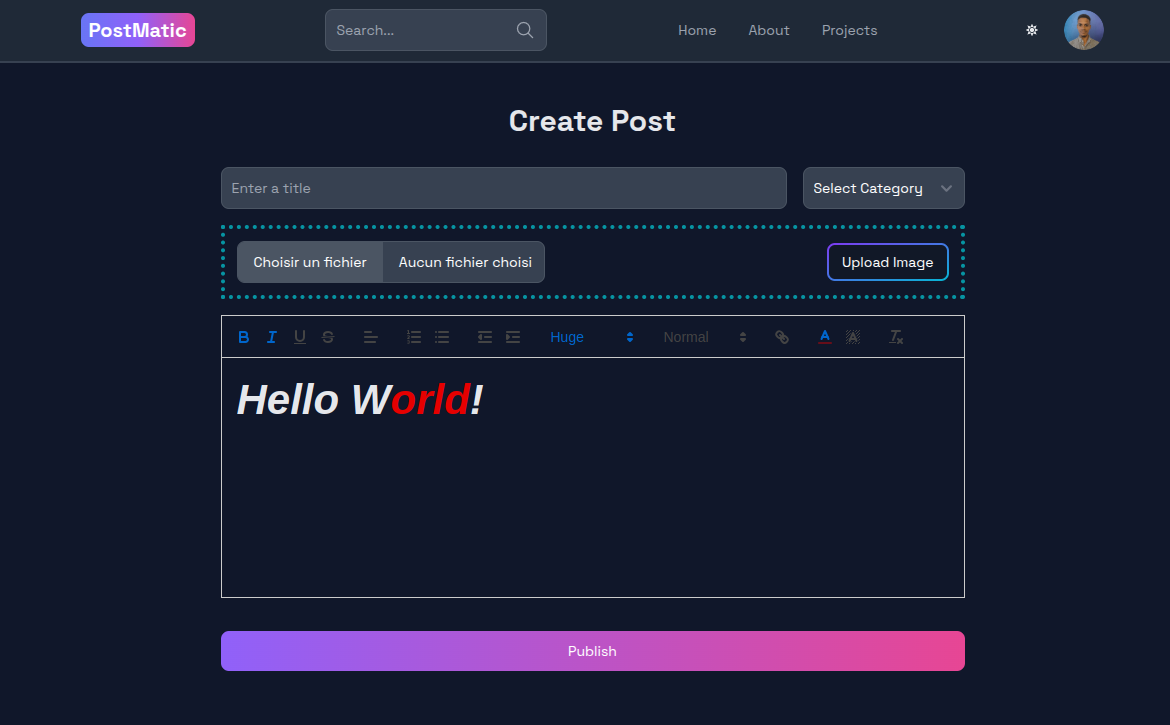 PostMatic Search... Home About Projects
Create Post
Enter a title Select Category
Choisir un fichier Aucun fichier choisi Upload Image
B I U S Huge Normal A A
Hello World!
Publish